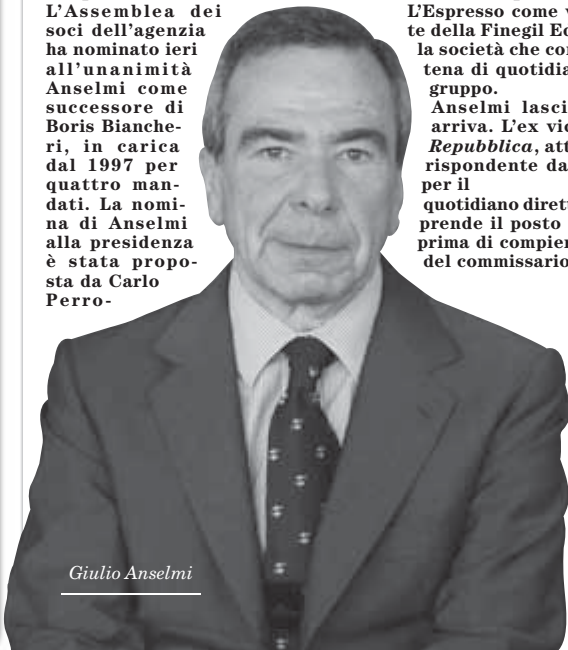 L'Assemblea dei
soci dell'agenzia
ha nominato ieri
all'unanimità
Anselmi come
successore di
Boris Bianche-
ri, in carica
dal 1997 per
quattro man-
dati. La nomi-
na di Anselmi
alla presidenza
è stata propo-
sta da Carlo
Perro-
L'Espresso come v
te della Finegil Ed
la società che con
tena di quotidia
gruppo.
Anselmi lasci
arriva. L'ex vic
Repubblica, att
rispondente da
per il
quotidiano dirett
prende il posto
prima di compier
del commissario
Giulio Anselmi